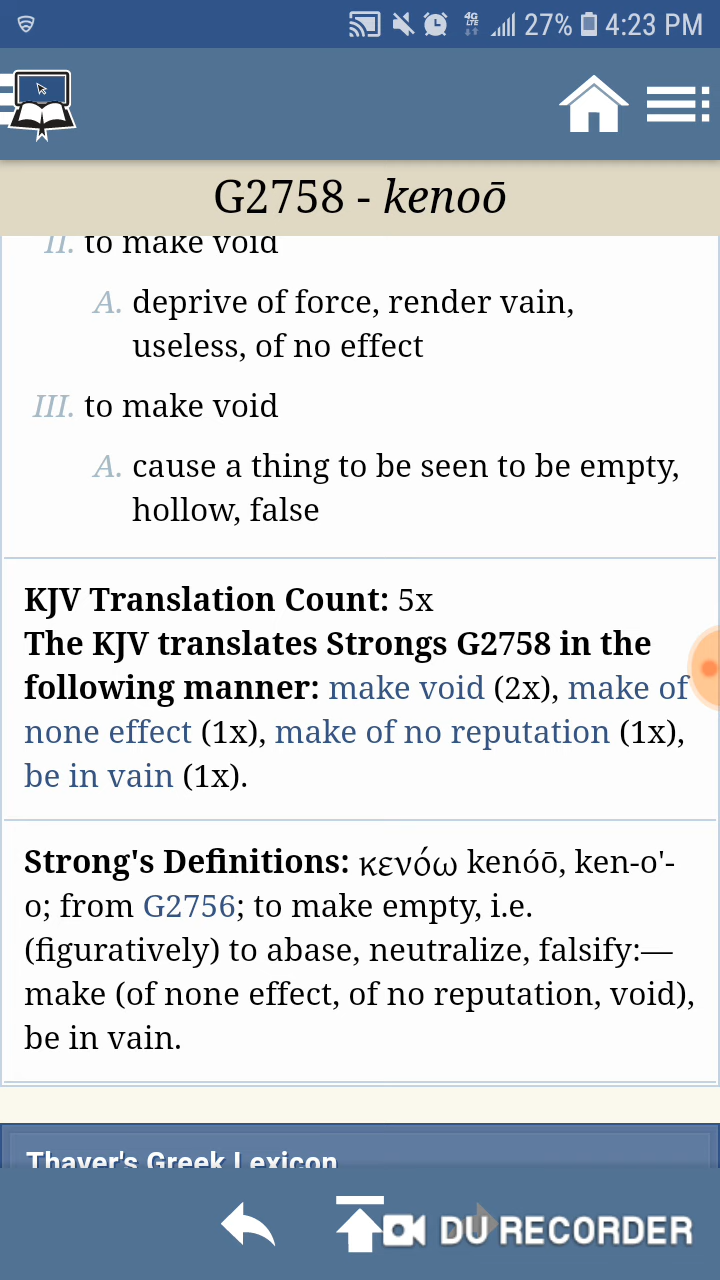 27% 4:23 PM
G2758 - kenoō
II. to make void
A. deprive of force, render vain,
useless, of no effect
III. to make void
A. cause a thing to be seen to be empty,
hollow, false
KJV Translation Count: 5x
The KJV translates Strongs G2758 in the
following manner: make void (2x), make of
none effect (1x), make of no reputation (1x),
be in vain (1x).
Strong's Definitions: κενόω kenóō, ken-o'-
o; from G2756; to make empty, i.e.
(figuratively) to abase, neutralize, falsify:—
make (of none effect, of no reputation, void),
be in vain.
Thayer's Greek Lexicon
DU RECORDER